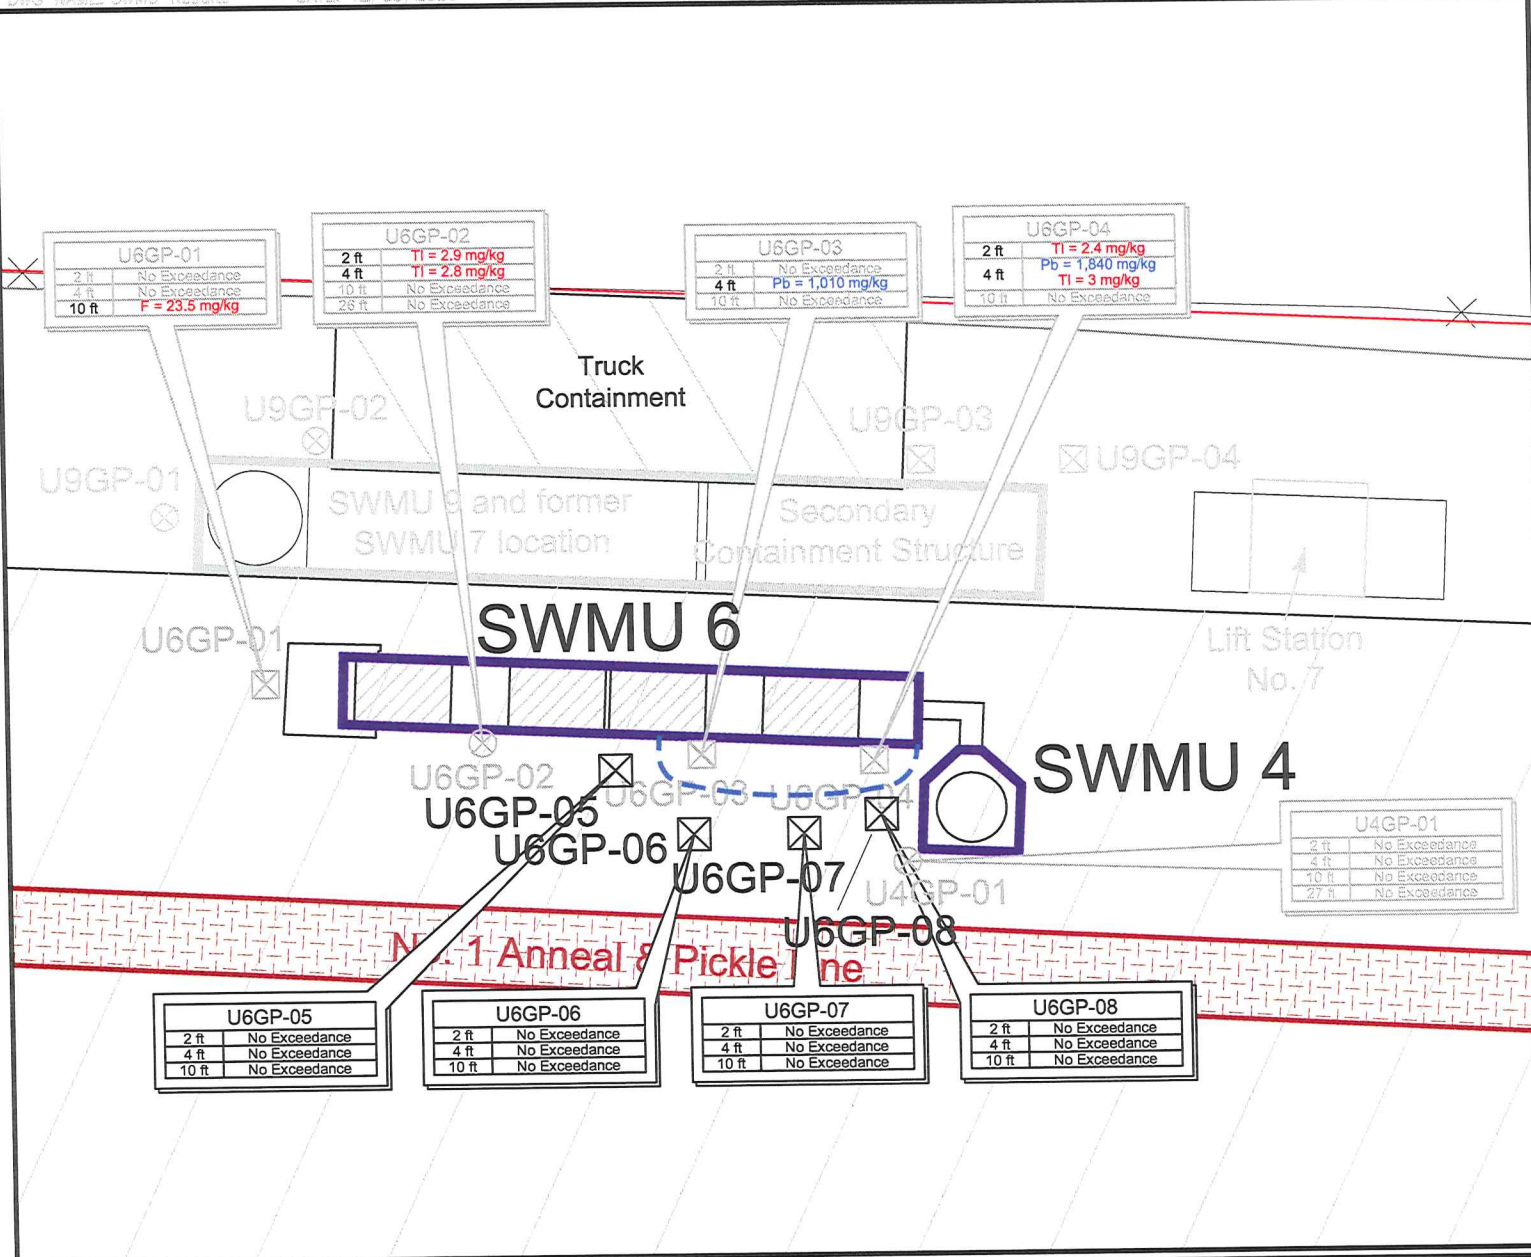 U6GP-01
2 ft No Exceedance
4 ft No Exceedance
10 ft F = 23.5 mg/kg
U6GP-02
2 ft Tl = 2.9 mg/kg
4 ft Tl = 2.8 mg/kg
10 ft No Exceedance
26 ft No Exceedance
U6GP-03
2 ft No Exceedance
4 ft Pb = 1,010 mg/kg
10 ft No Exceedance
U6GP-04
2 ft Tl = 2.4 mg/kg
Pb = 1,840 mg/kg
4 ft
Tl = 3 mg/kg
10 ft No Exceedance
Truck
Containment
U9GP-02
U9GP-03
U9GP-04
U9GP-01
SWMU 9 and former
SWMU 7 location
Secondary
Containment Structure
SWMU 6
U6GP-01
Lift Station
No. 7
SWMU 4
U6GP-02
U6GP-03
U6GP-04
U6GP-05
U6GP-06
U6GP-07
U4GP-01
U6GP-08
U4GP-01
2 ft No Exceedance
4 ft No Exceedance
10 ft No Exceedance
27 ft No Exceedance
No. 1 Anneal & Pickle Line
U6GP-05
2 ft No Exceedance
4 ft No Exceedance
10 ft No Exceedance
U6GP-06
2 ft No Exceedance
4 ft No Exceedance
10 ft No Exceedance
U6GP-07
2 ft No Exceedance
4 ft No Exceedance
10 ft No Exceedance
U6GP-08
2 ft No Exceedance
4 ft No Exceedance
10 ft No Exceedance